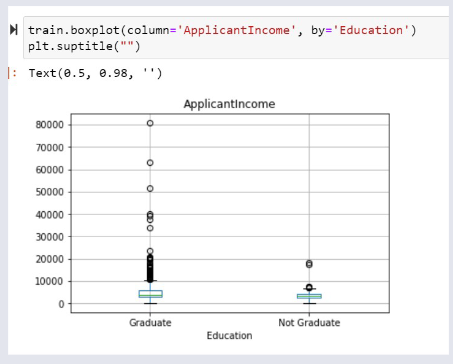 train.boxplot(column='ApplicantIncome', by='Education')
plt.suptitle("")
]: Text(0.5, 0.98, '')
ApplicantIncome
80000
70000
60000
50000
40000
30000
20000
10000
0
Graduate Not Graduate
Education